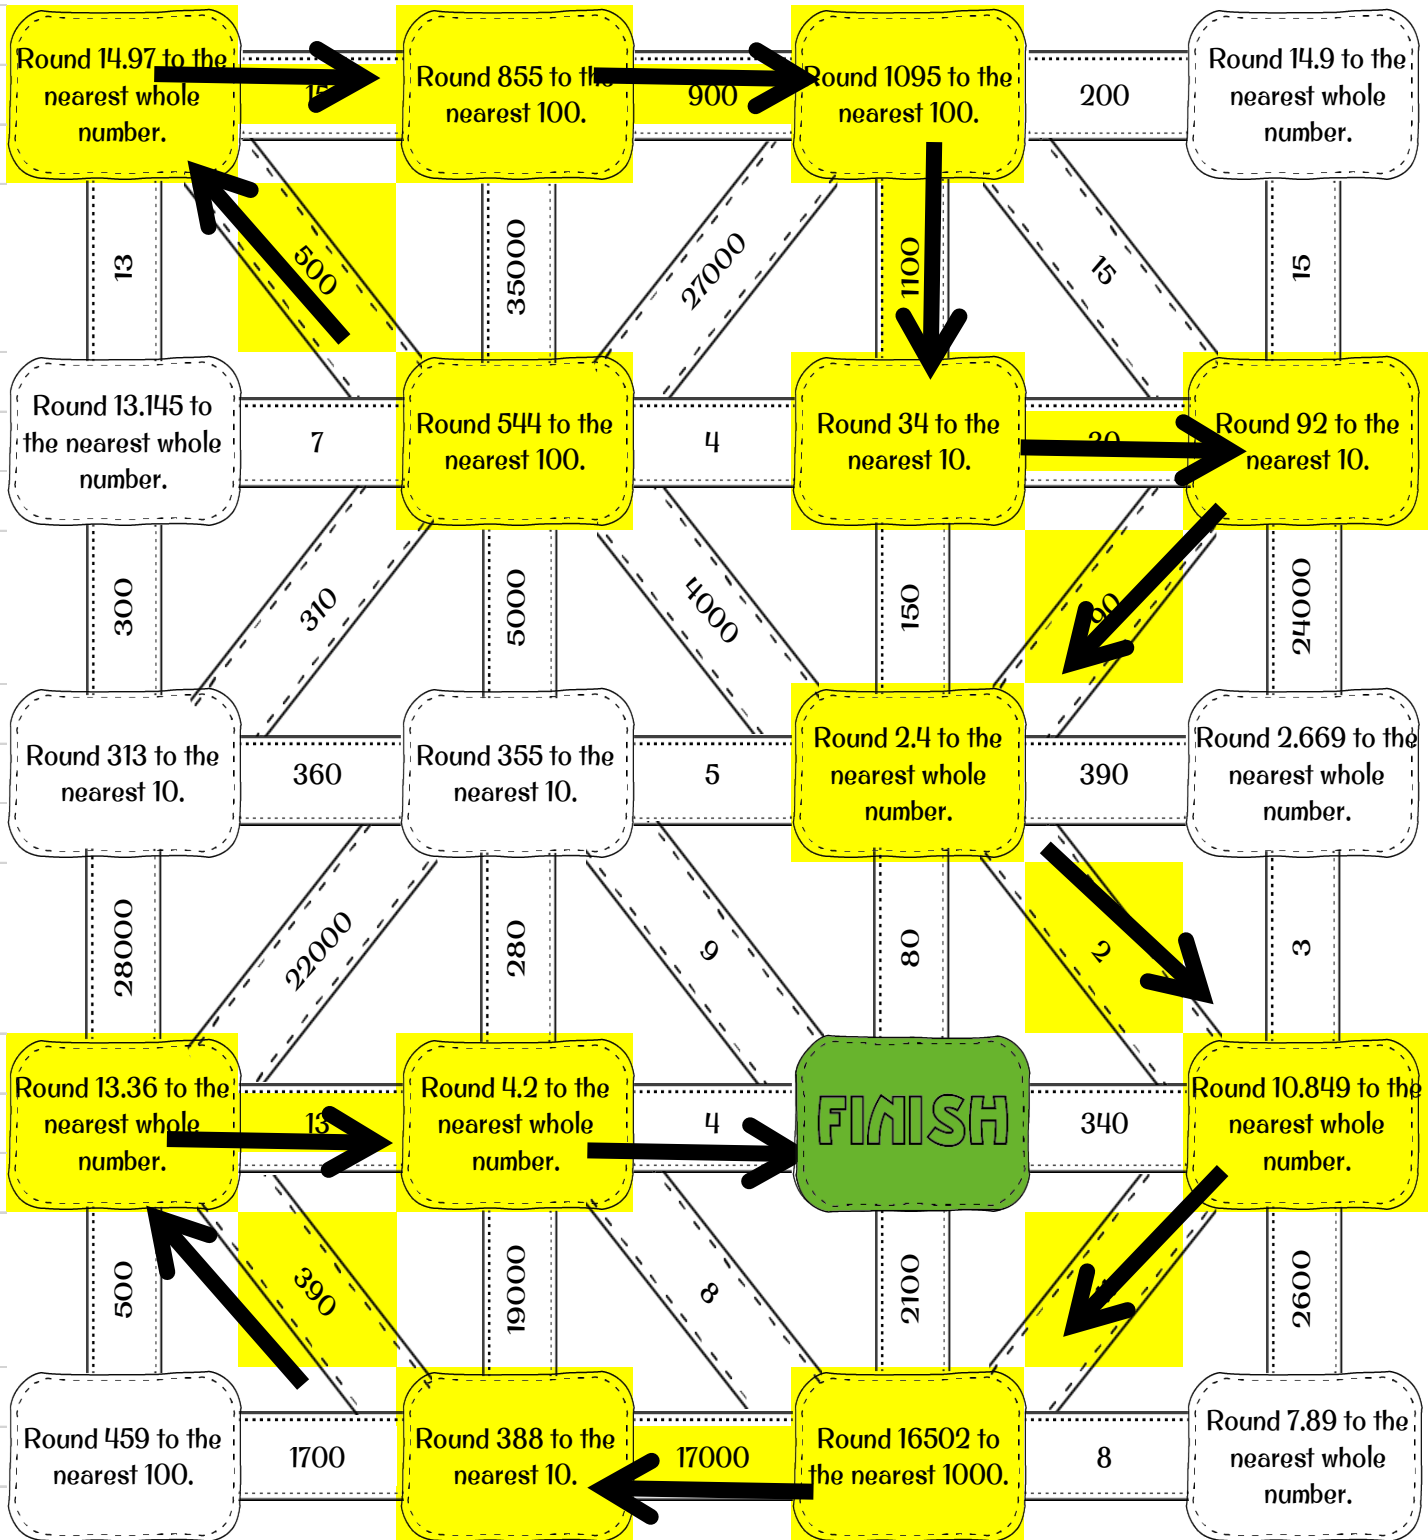 Round 14.97 to the
nearest whole
number.
Round 855 to the
nearest 100.
900
Round 1095 to the
nearest 100.
200
Round 14.9 to the
nearest whole
number.
13
500
35000
27000
1100
15
15
Round 13.145 to
the nearest whole
number.
7
Round 544 to the
nearest 100.
4
Round 34 to the
nearest 10.
30
Round 92 to the
nearest 10.
300
310
5000
4000
150
90
24000
Round 313 to the
nearest 10.
360
Round 355 to the
nearest 10.
5
Round 2.4 to the
nearest whole
number.
390
Round 2.669 to the
nearest whole
number.
28000
22000
280
9
80
2
3
Round 13.36 to the
nearest whole
number.
13
Round 4.2 to the
nearest whole
number.
4
FINISH
340
Round 10.849 to the
nearest whole
number.
500
390
19000
8
2100
2600
Round 459 to the
nearest 100.
1700
Round 388 to the
nearest 10.
17000
Round 16502 to
the nearest 1000.
8
Round 7.89 to the
nearest whole
number.